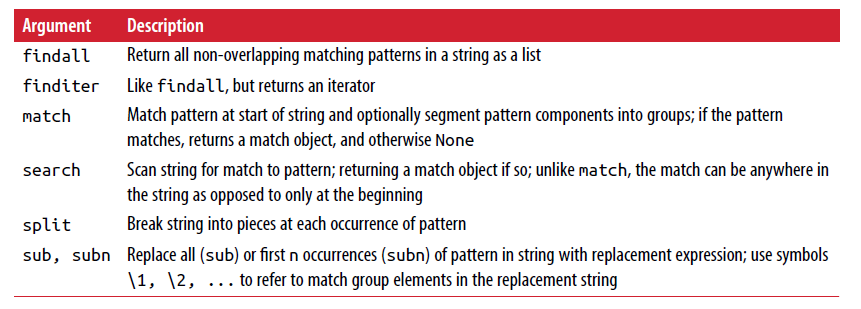 Argument Description
findall Return all non-overlapping matching patterns in a string as a list
finditer Like findall, but returns an iterator
match Match pattern at start of string and optionally segment pattern components into groups; if the pattern
matches, returns a match object, and otherwise None
search Scan string for match to pattern; returning a match object if so; unlike match, the match can be anywhere in
the string as opposed to only at the beginning
split Break string into pieces at each occurrence of pattern
sub, subn Replace all (sub) or first n occurrences (subn) of pattern in string with replacement expression; use symbols
\1, \2, ... to refer to match group elements in the replacement string